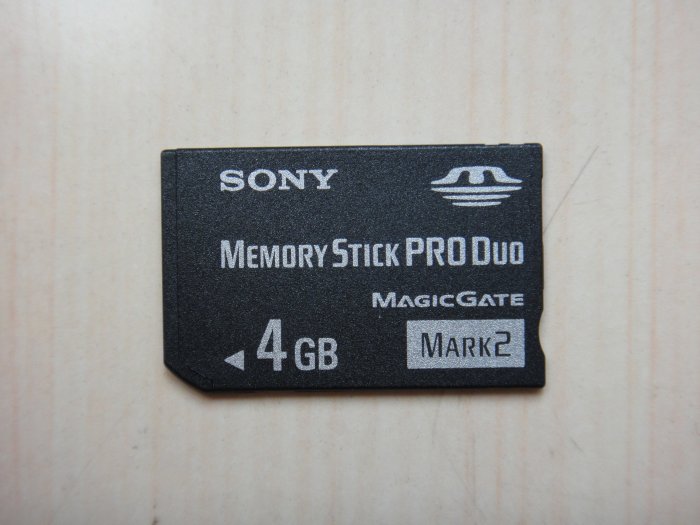 SONY
MEMORY STICK PRO DUO
MAGICGATE
4GB
MARK2